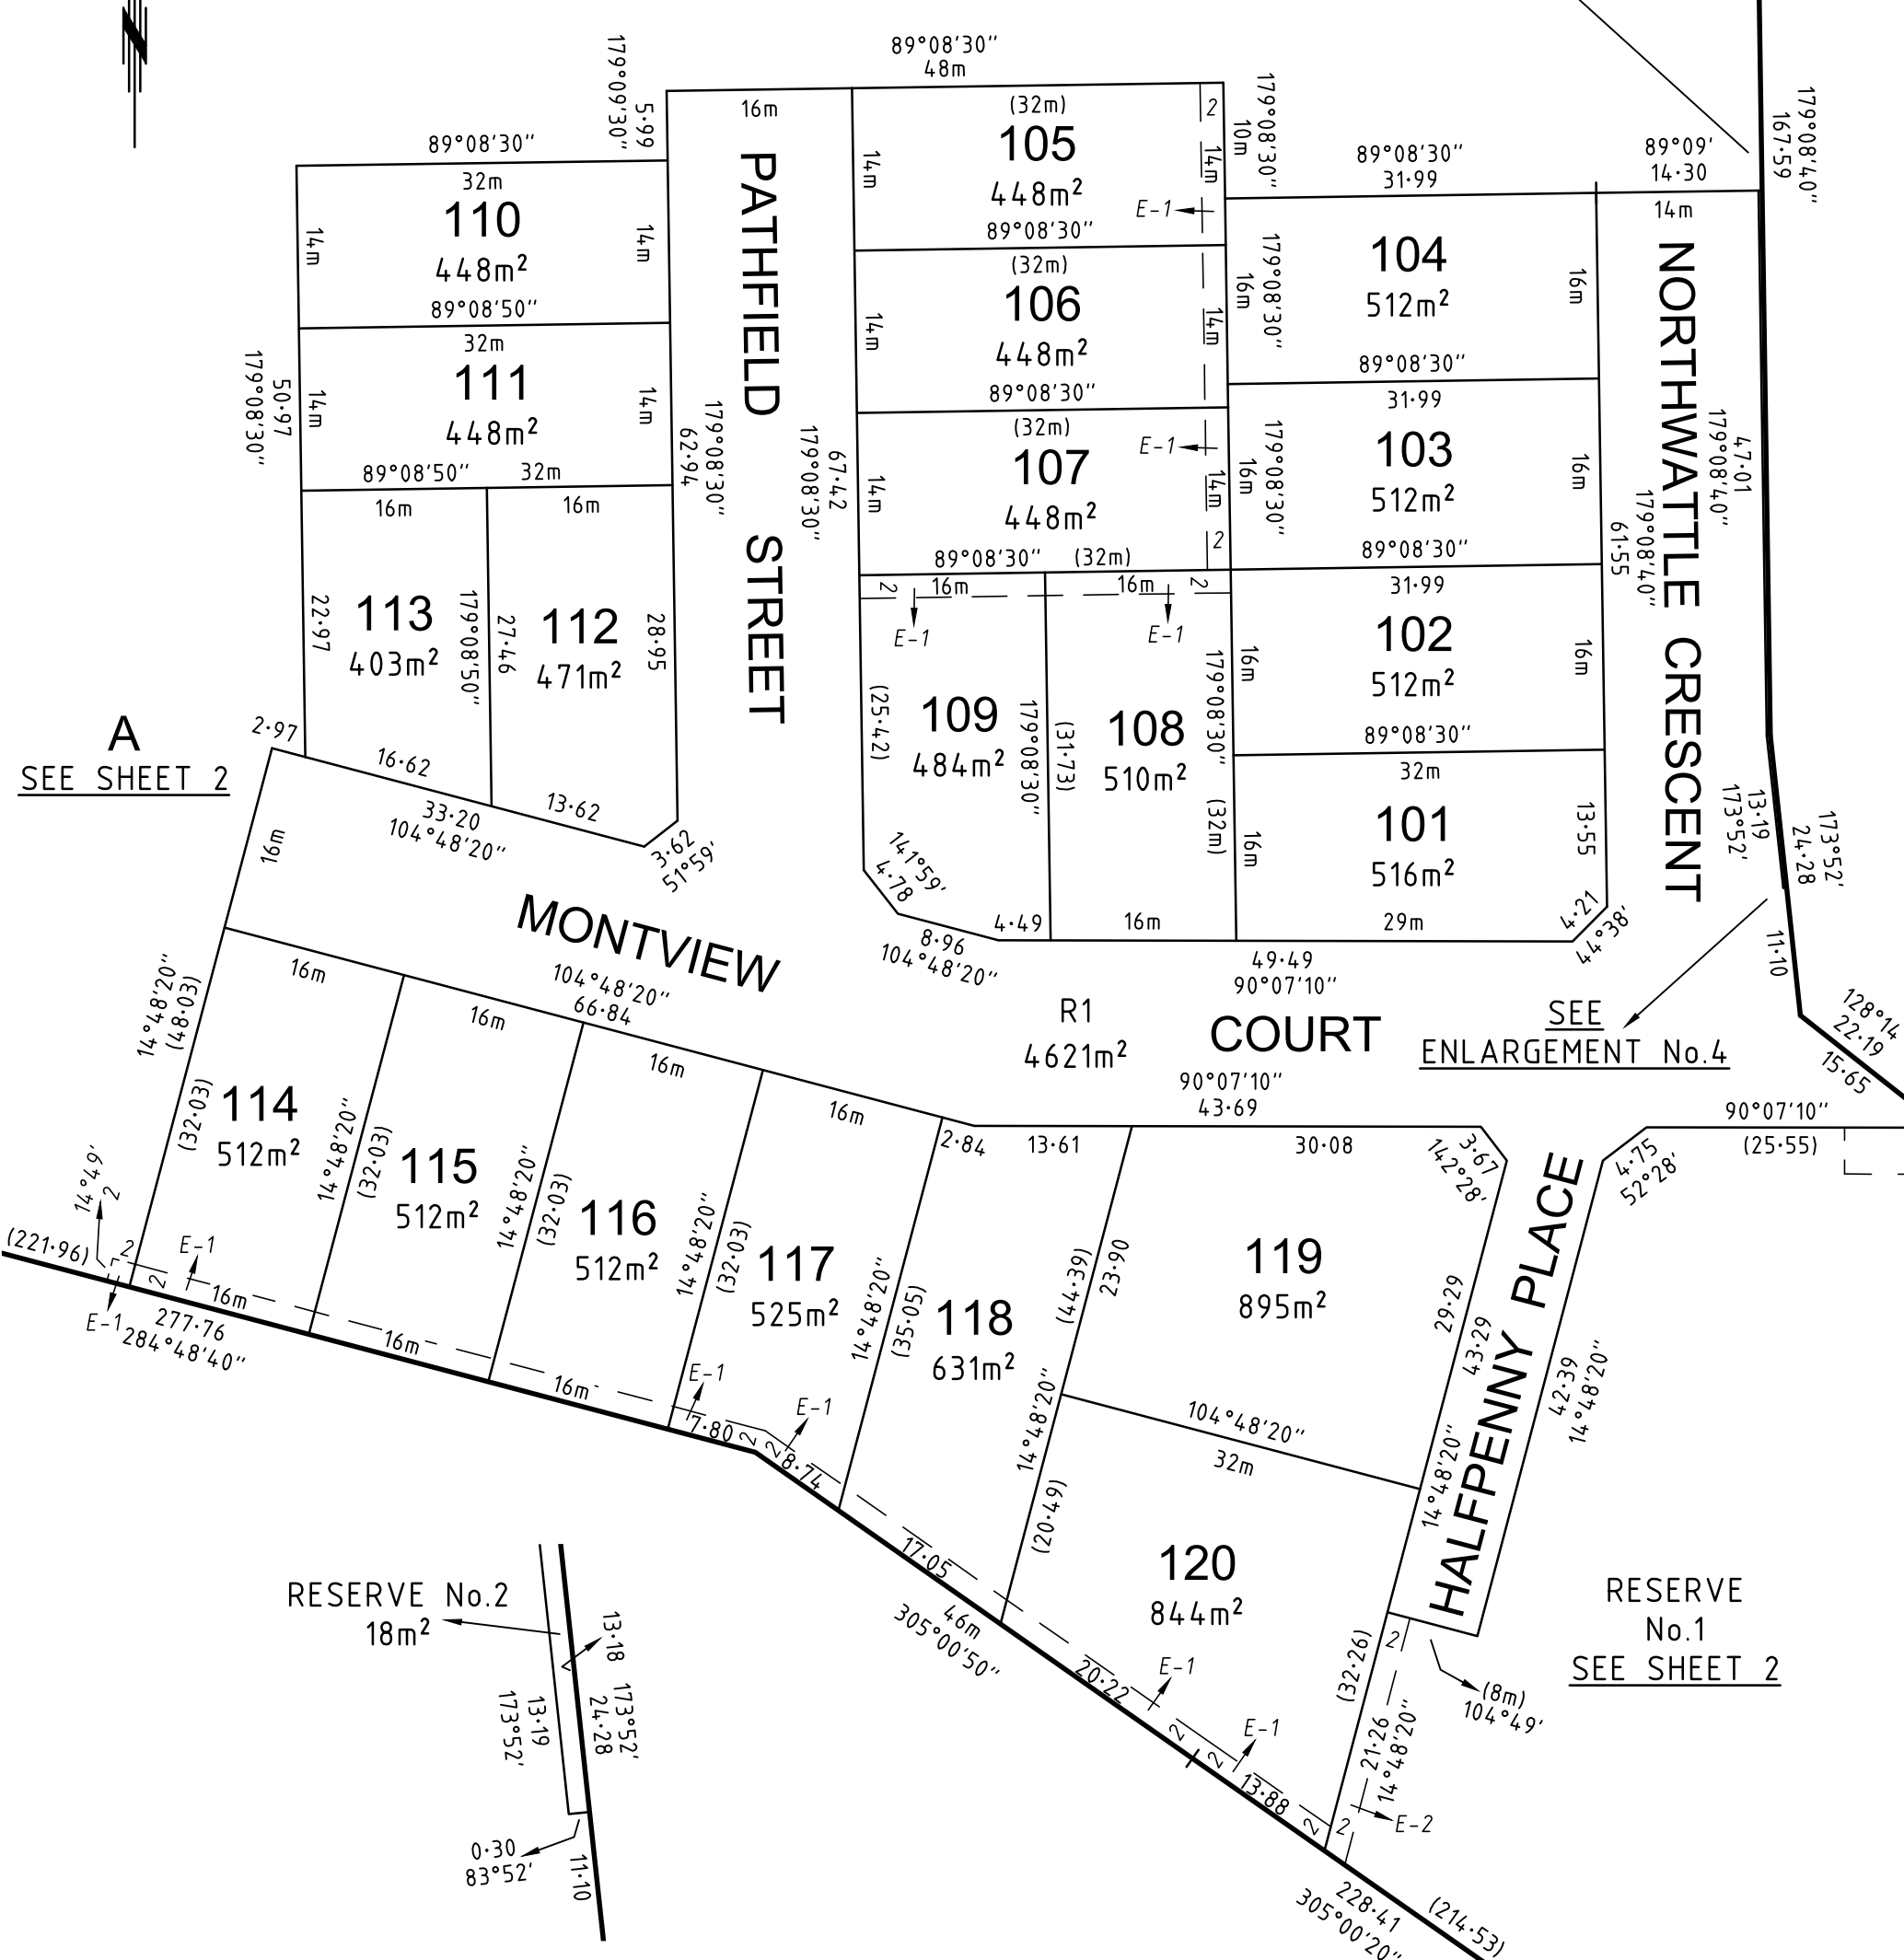 N
89°08'30"
48m
179°09'30"
5·99
16m
(32m)
2
105
448m²
14m
14m
89°08'30"
E-1
179°08'30"
10m
179°08'40"
167·59
89°08'30"
32m
110
448m²
14m
14m
89°08'50"
89°08'30"
31·99
89°09'
14·30
14m
104
512m²
179°08'30"
16m
16m
89°08'30"
(32m)
106
448m²
14m
14m
89°08'30"
32m
111
448m²
14m
14m
89°08'50"
32m
50·97
179°08'30"
179°08'30"
62·94
PATHFIELD STREET
67·42
179°08'30"
(32m)
107
448m²
14m
14m
E-1
2
89°08'30"
(32m)
31·99
103
512m²
179°08'30"
16m
16m
89°08'30"
NORTHWATTLE CRESCENT
47·01
179°08'40"
179°08'40"
61·55
16m
16m
22·97
113
403m²
179°08'50"
27·46
112
471m²
28·95
2
16m
16m
2
E-1
E-1
109
484m²
(25·42)
179°08'30"
(31·73)
108
510m²
179°08'30"
(32m)
31·99
102
512m²
16m
16m
89°08'30"
32m
101
516m²
16m
13·55
29m
4·21
44°38'
13·19
173°52'
173°52'
24·28
11·10
A
SEE SHEET 2
2·97
16·62
13·62
33·20
104°48'20"
3·62
51°59'
16m
141°59'
4·78
4·49
16m
8·96
104°48'20"
49·49
90°07'10"
MONTVIEW
COURT
R1
4621m²
SEE
ENLARGEMENT No.4
128°14
22·19
15·65
90°07'10"
43·69
90°07'10"
(25·55)
104°48'20"
66·84
16m
16m
16m
16m
2·84
13·61
30·08
3·67
142°28'
4·75
52°28'
14°48'20"
(48·03)
(32·03)
114
512m²
14°48'20"
(32·03)
115
512m²
14°48'20"
(32·03)
116
512m²
14°48'20"
(32·03)
117
525m²
14°48'20"
(35·05)
118
631m²
(44·39)
23·90
14°48'20"
119
895m²
29·29
43·29
14°48'20"
HALFPENNY PLACE
42·39
14°48'20"
14°49'
2
(221·96)
2
2
E-1
E-1
16m
16m
16m
277·76
284°48'40"
E-1
E-1
7·80
2
2
8·74
104°48'20"
32m
(20·49)
120
844m²
17·05
46m
305°00'50"
20·22
E-1
E-1
2
2
13·88
2
2
2
(32·26)
21·26
14°48'20"
(8m)
104°49'
E-2
228·41
305°00'20"
(214·53)
RESERVE
No.1
SEE SHEET 2
RESERVE No.2
18m²
13·18
173°52'
24·28
13·19
173°52'
0·30
83°52'
11·10